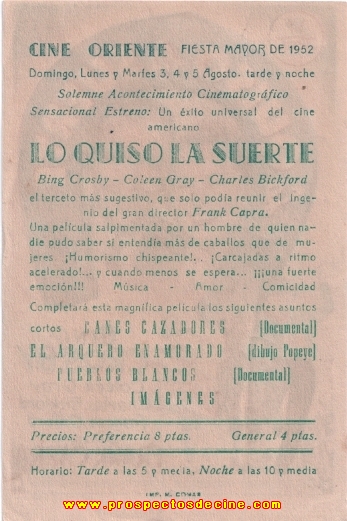 CINE ORIENTE FIESTA MAYOR DE 1952
Domingo, Lunes y Martes 3, 4 y 5 Agosto, tarde y noche
Solemne Acontecimiento Cinematográfico
Sensacional Estreno: Un éxito universal del cine
americano
LO QUISO LA SUERTE
Bing Crosby - Coleen Gray - Charles Bickford
el terceto más sugestivo, que solo podía reunir el inge-
nio del gran director Frank Capra.
Una película salpimentada por un hombre de quien na-
die pudo saber si entendía más de caballos que de mu-
jeres ¡Humorismo chispeante!.. ¡Carcajadas a ritmo
acelerado!... y cuando menos se espera... ¡¡¡una fuerte
emoción!!! Música - Amor - Comicidad
Completará esta magnífica película los siguientes asuntos
cortos CANES CAZADORES (Documental)
EL ARQUERO ENAMORADO (dibujo Popeye)
PUEBLOS BLANCOS (Documental)
IMÁGENES
Precios: Preferencia 8 ptas. General 4 ptas.
Horario: Tarde a las 5 y media, Noche a las 10 y media
IMP. M. COMAS
www.prospectosdecine.com